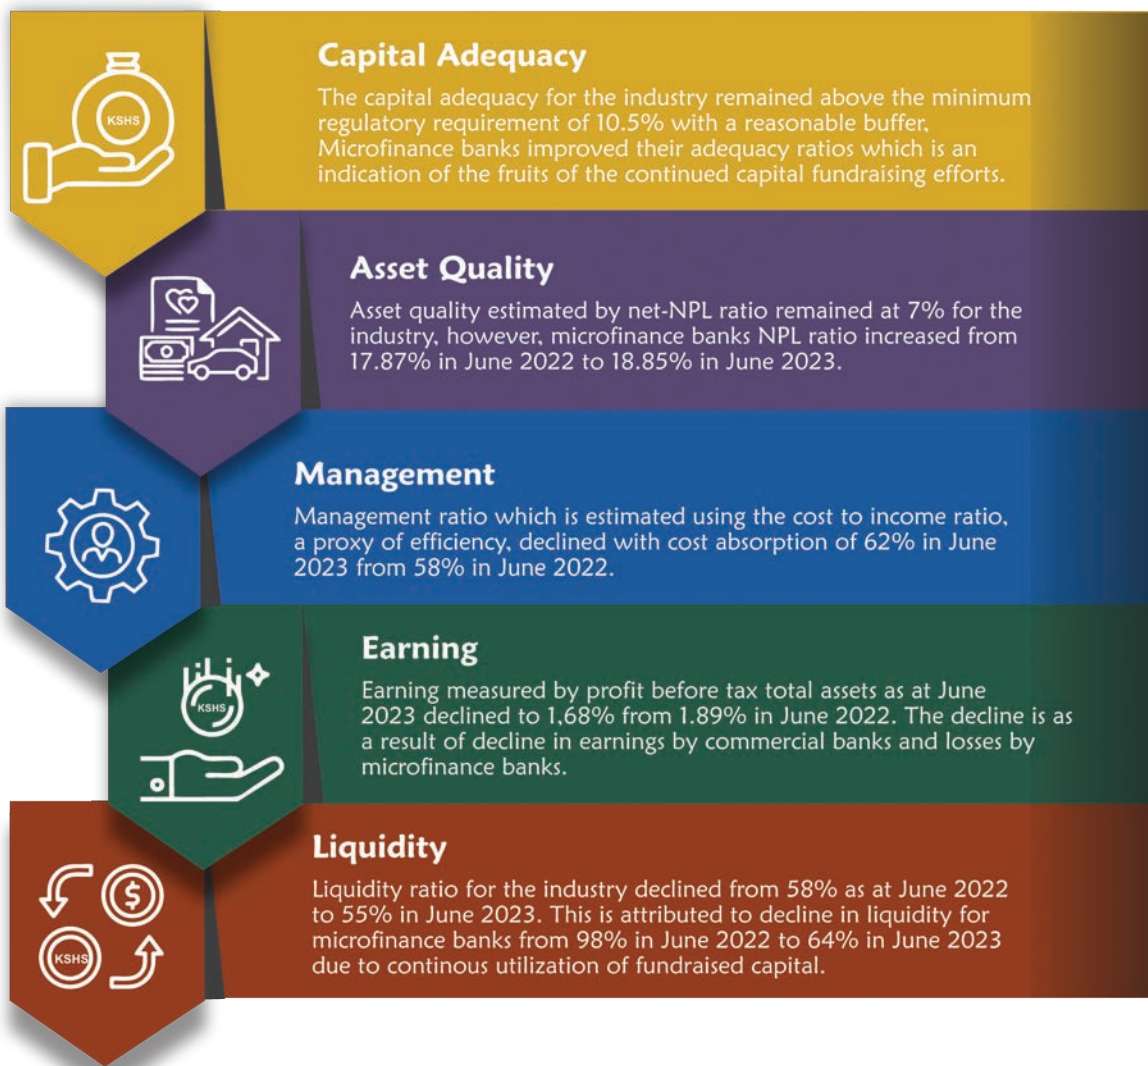 Capital Adequacy
The capital adequacy for the industry remained above the minimum
regulatory requirement of 10.5% with a reasonable buffer,
Microfinance banks improved their adequacy ratios which is an
indication of the fruits of the continued capital fundraising efforts.
KSHS
Asset Quality
Asset quality estimated by net-NPL ratio remained at 7% for the
industry, however, microfinance banks NPL ratio increased from
17.87% in June 2022 to 18.85% in June 2023.
Management
Management ratio which is estimated using the cost to income ratio,
a proxy of efficiency, declined with cost absorption of 62% in June
2023 from 58% in June 2022.
Earning
Earning measured by profit before tax total assets as at June
2023 declined to 1,68% from 1.89% in June 2022. The decline is as
a result of decline in earnings by commercial banks and losses by
microfinance banks.
KSHS
Liquidity
Liquidity ratio for the industry declined from 58% as at June 2022
to 55% in June 2023. This is attributed to decline in liquidity for
microfinance banks from 98% in June 2022 to 64% in June 2023
due to continous utilization of fundraised capital.
$
KSHS